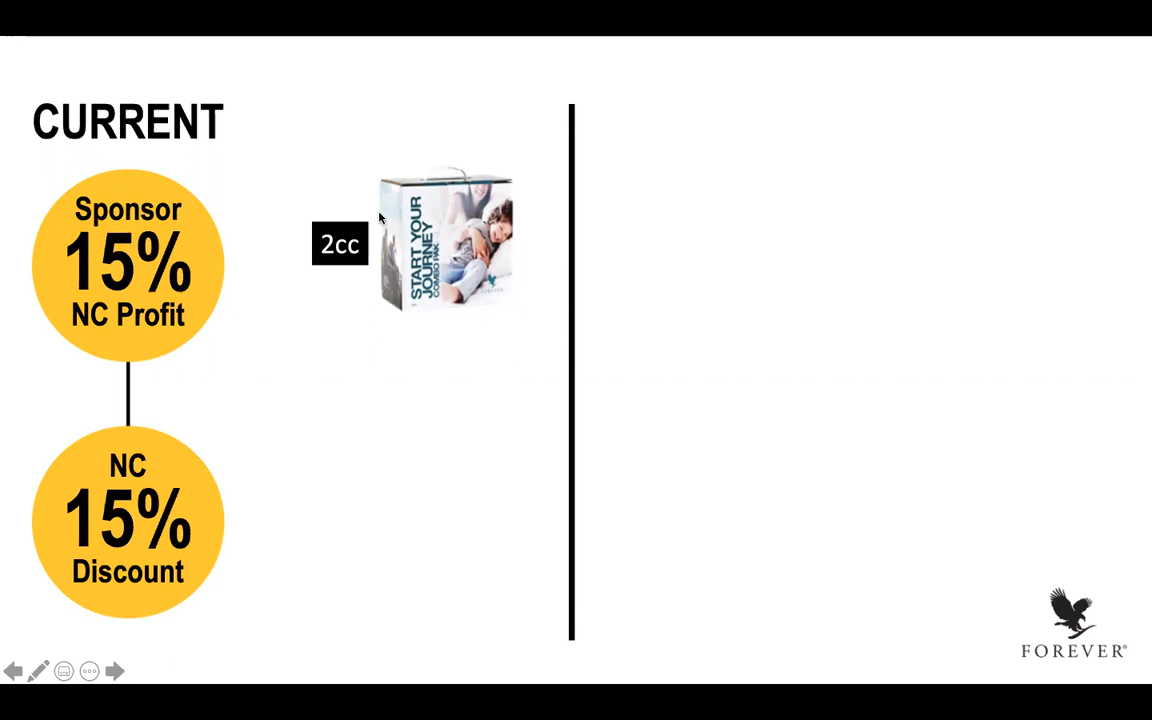 CURRENT
Sponsor
15%
NC Profit
2cc
START YOUR
JOURNEY
COMBO PAK
NC
15%
Discount
FOREVER®